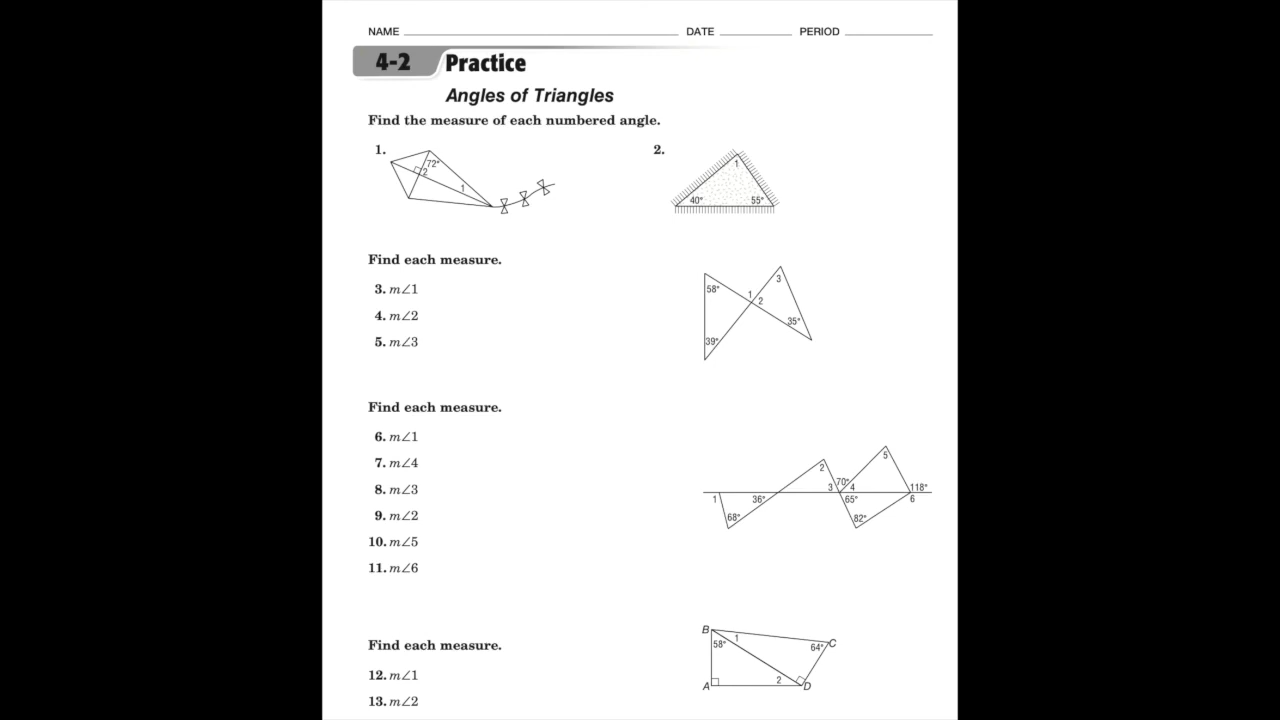 NAME DATE PERIOD
4-2 Practice
Angles of Triangles
Find the measure of each numbered angle.
1. 2.
72°
2
1
1
40° 55°
Find each measure.
3. m∠1
4. m∠2
5. m∠3
58° 1 2 3
35°
39°
Find each measure.
6. m∠1
7. m∠4
8. m∠3
9. m∠2
10. m∠5
11. m∠6
5
2
70°
3 4 118°
1 36° 65° 6
68° 82°
Find each measure.
12. m∠1
13. m∠2
B
58° 1 64° C
A 2 D